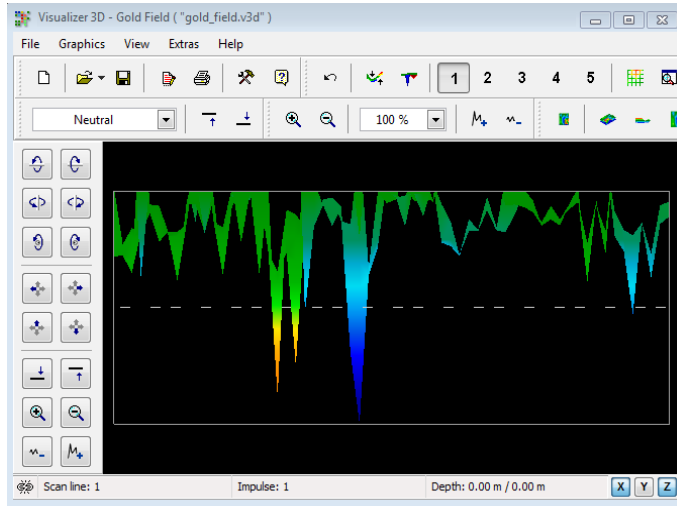 Visualizer 3D - Gold Field ( "gold_field.v3d" )
File Graphics View Extras Help
1 2 3 4 5
Neutral 100 %
Scan line: 1 Impulse: 1 Depth: 0.00 m / 0.00 m X Y Z